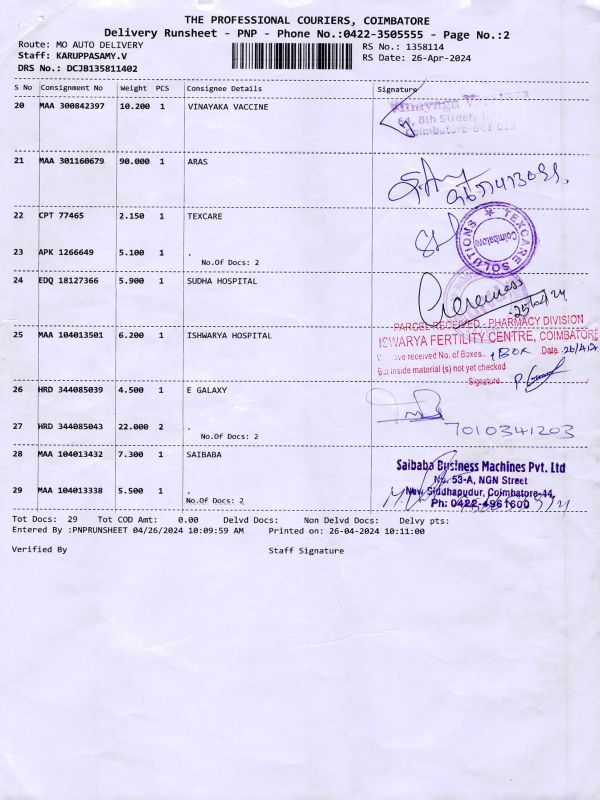 THE PROFESSIONAL COURIERS, COIMBATORE
Delivery Runsheet - PNP - Phone No.:0422-3505555 - Page No.:2
Route: MO AUTO DELIVERY
RS No.: 1358114
Staff: KARUPPASAMY.V
RS Date: 26-Apr-2024
DRS No.: DCJB135811402
S No Consignment No Weight PCS Consignee Details Signature
20 MAA 300842397 10.200 1 VINAYAKA VACCINE
64, 8th Street,
21 MAA 301160679 90.000 1 ARAS
22 CPT 77465 2.150 1 TEXCARE
TEXCARE SOLUTIONS
Coimbatore
23 APK 1266649 5.100 1 .
No.Of Docs: 2
24 EDQ 18127366 5.900 1 SUDHA HOSPITAL
PARCEL RECEIVED - PHARMACY DIVISION
ISWARYA FERTILITY CENTRE, COIMBATORE
25 MAA 104013501 6.200 1 ISHWARYA HOSPITAL
We have received No. of Boxes.. 1 BOX Date 26/4/24
But inside material (s) not yet checked
Signature
26 HRD 344085039 4.500 1 E GALAXY
27 HRD 344085043 22.000 2 .
7010341203
No.Of Docs: 2
28 MAA 104013432 7.300 1 SAIBABA
Saibaba Business Machines Pvt. Ltd
No. 53-A, NGN Street
29 MAA 104013338 5.500 1 .
New Siddhapudur, Coimbatore-44.
No.Of Docs: 2
Ph: 0422-4961600
Tot Docs: 29 Tot COD Amt: 0.00 Delvd Docs: Non Delvd Docs: Delvy pts:
Entered By :PNPRUNSHEET 04/26/2024 10:09:59 AM Printed on: 26-04-2024 10:11:00
Verified By Staff Signature